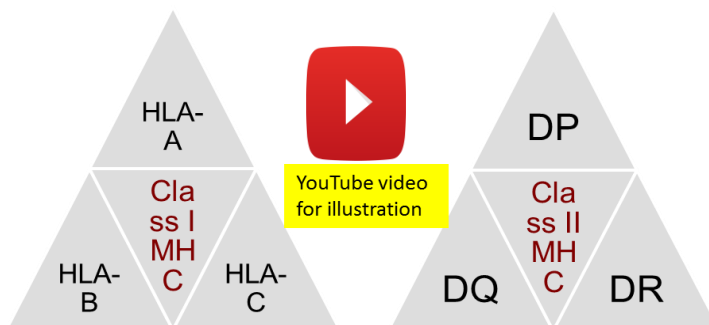 HLA-
A
Cla
ss I
MH
C
HLA-
B
HLA-
C
YouTube video
for illustration
DP
Cla
ss II
MH
C
DQ
DR